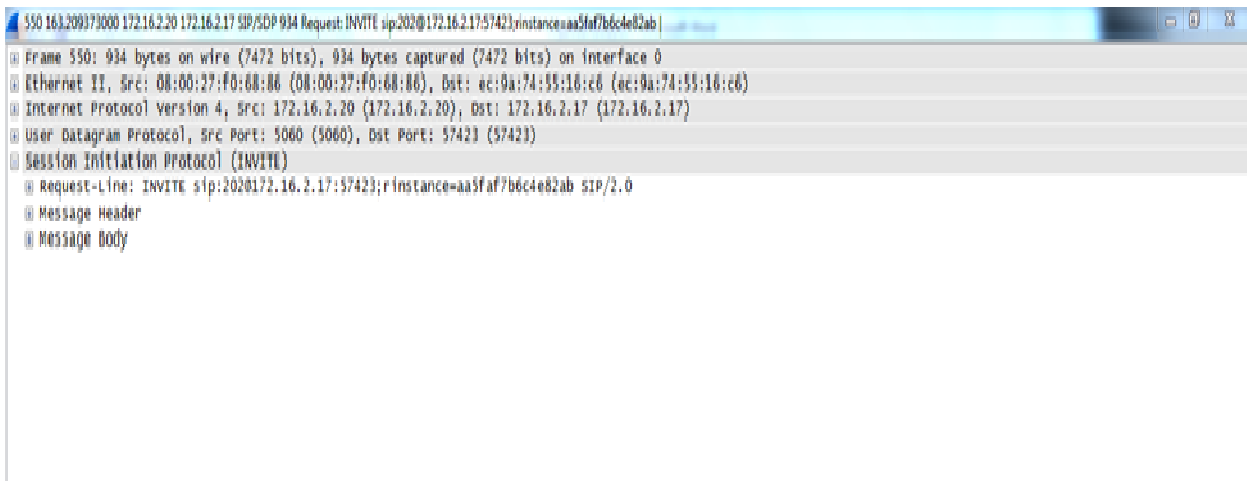 550 163.209373000 172.16.2.20 172.16.2.17 SIP/SDP 934 Request: INVITE sip:202@172.16.2.17:57423;rinstance=aa5faf7b6c4e82ab |
Frame 550: 934 bytes on wire (7472 bits), 934 bytes captured (7472 bits) on interface 0
Ethernet II, Src: 08:00:27:f0:68:86 (08:00:27:f0:68:86), Dst: ec:9a:74:55:16:c6 (ec:9a:74:55:16:c6)
Internet Protocol Version 4, Src: 172.16.2.20 (172.16.2.20), Dst: 172.16.2.17 (172.16.2.17)
User Datagram Protocol, Src Port: 5060 (5060), Dst Port: 57423 (57423)
Session Initiation Protocol (INVITE)
Request-Line: INVITE sip:202@172.16.2.17:57423;rinstance=aa5faf7b6c4e82ab SIP/2.0
Message Header
Message Body